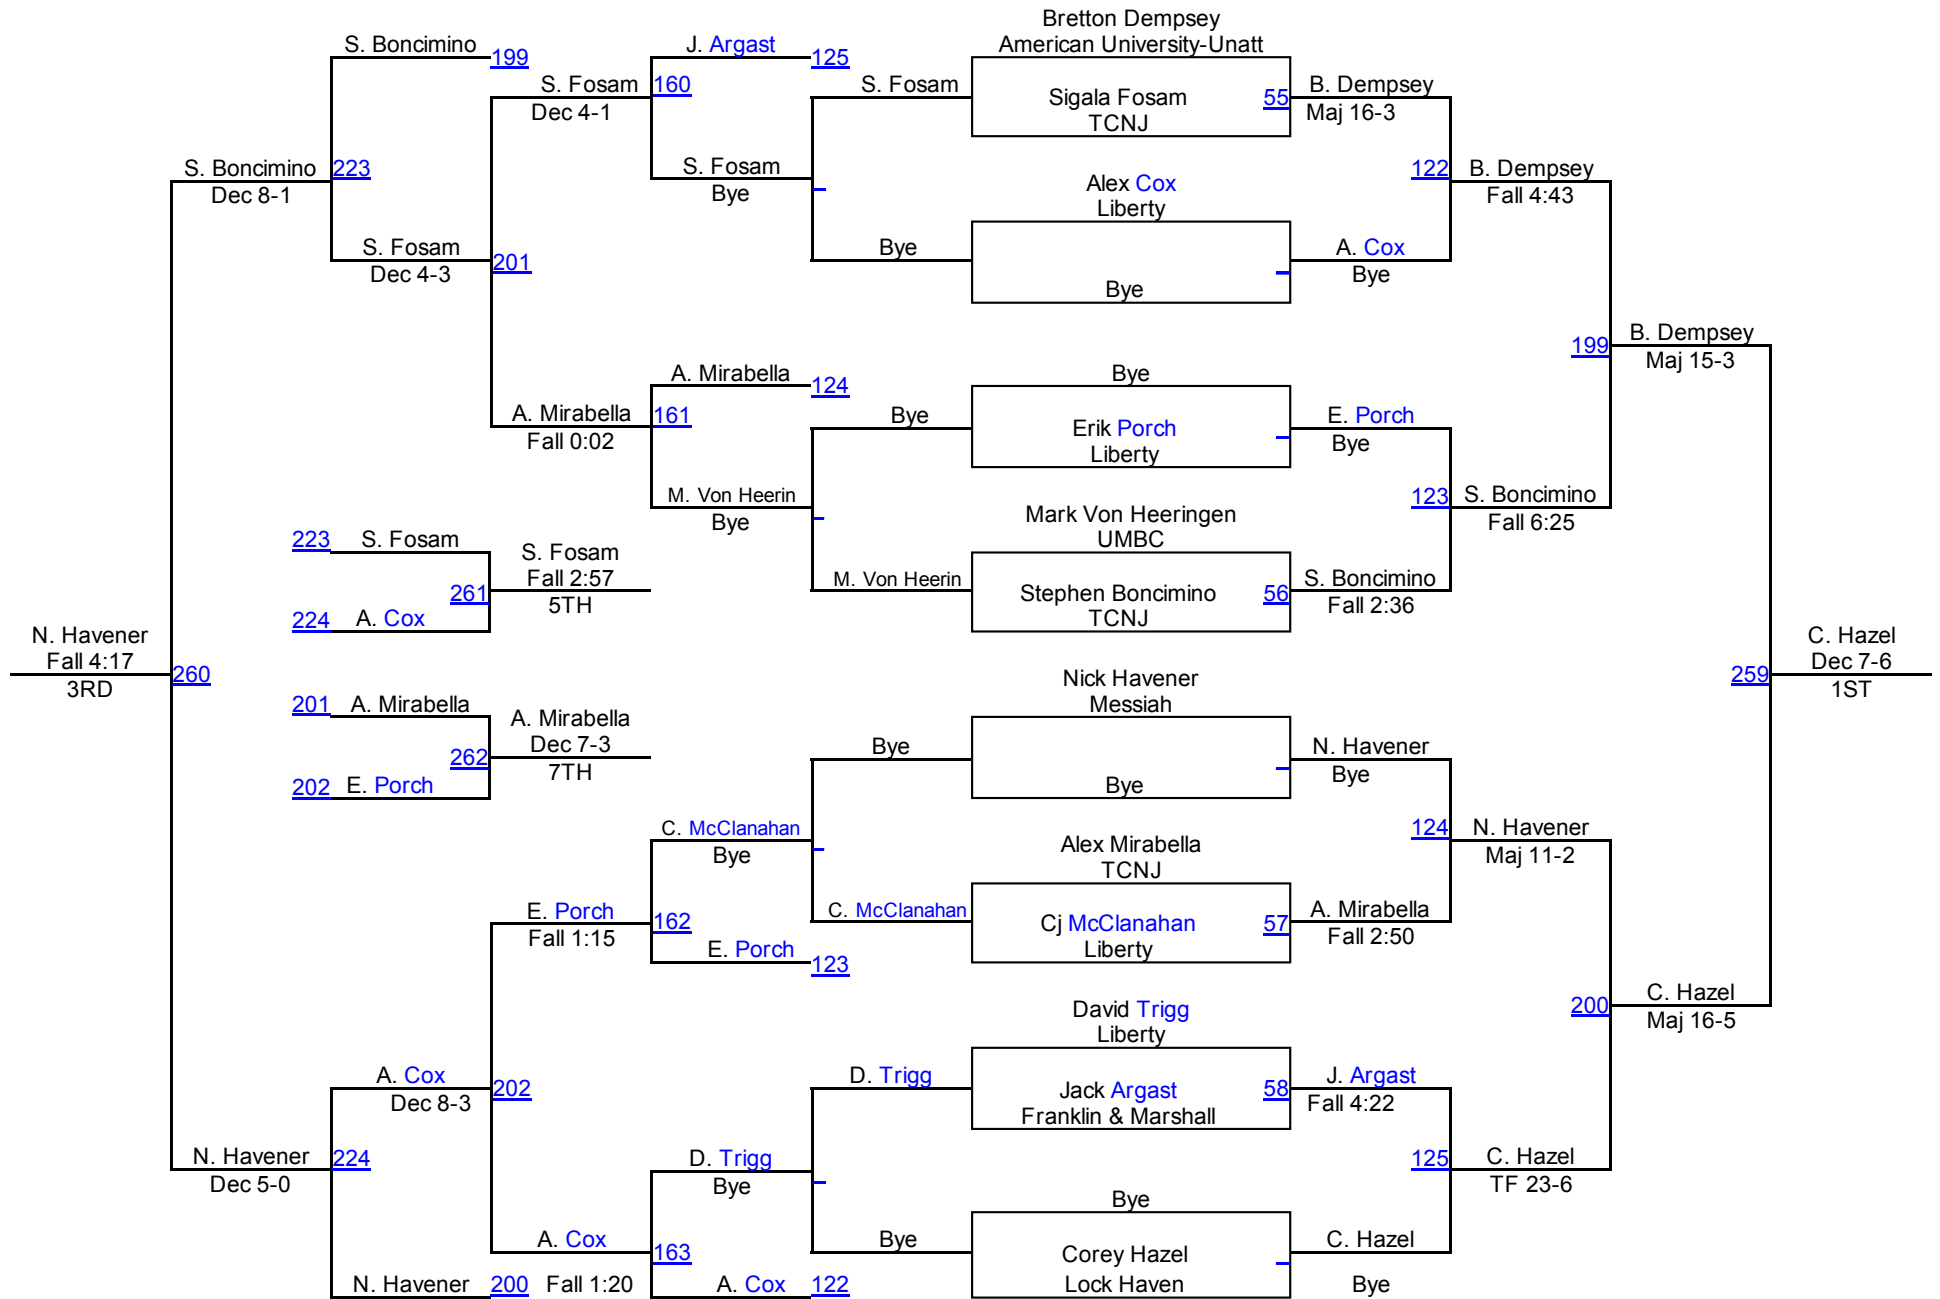 Bretton Dempsey
American University-Unatt
S. Boncimino 199
J. Argast 125
S. Fosam 160
Dec 4-1
S. Fosam
Sigala Fosam 55
TCNJ
B. Dempsey
Maj 16-3
S. Boncimino 223
Dec 8-1
S. Fosam
Bye
Alex Cox
Liberty
122 B. Dempsey
Fall 4:43
S. Fosam 201
Dec 4-3
Bye
Bye
A. Cox
Bye
199 B. Dempsey
Maj 15-3
A. Mirabella 124
Bye
A. Mirabella 161
Fall 0:02
Bye
Erik Porch
Liberty
E. Porch
Bye
M. Von Heerin
Bye
Mark Von Heeringen
UMBC
123 S. Boncimino
Fall 6:25
223 S. Fosam
S. Fosam
Fall 2:57
261
5TH
224 A. Cox
M. Von Heerin
Stephen Boncimino 56
TCNJ
S. Boncimino
Fall 2:36
N. Havener
Fall 4:17
260
3RD
C. Hazel
Dec 7-6
259
1ST
Nick Havener
Messiah
201 A. Mirabella
A. Mirabella
Dec 7-3
262
7TH
202 E. Porch
Bye
Bye
N. Havener
Bye
C. McClanahan
Bye
Alex Mirabella
TCNJ
124 N. Havener
Maj 11-2
E. Porch 162
Fall 1:15
C. McClanahan
Cj McClanahan 57
Liberty
A. Mirabella
Fall 2:50
E. Porch 123
David Trigg
Liberty
200 C. Hazel
Maj 16-5
A. Cox 202
Dec 8-3
D. Trigg
Jack Argast 58
Franklin & Marshall
J. Argast
Fall 4:22
N. Havener 224
Dec 5-0
D. Trigg
Bye
Bye
125 C. Hazel
TF 23-6
A. Cox 163
Fall 1:20
Bye
Corey Hazel
Lock Haven
C. Hazel
Bye
N. Havener 200
A. Cox 122